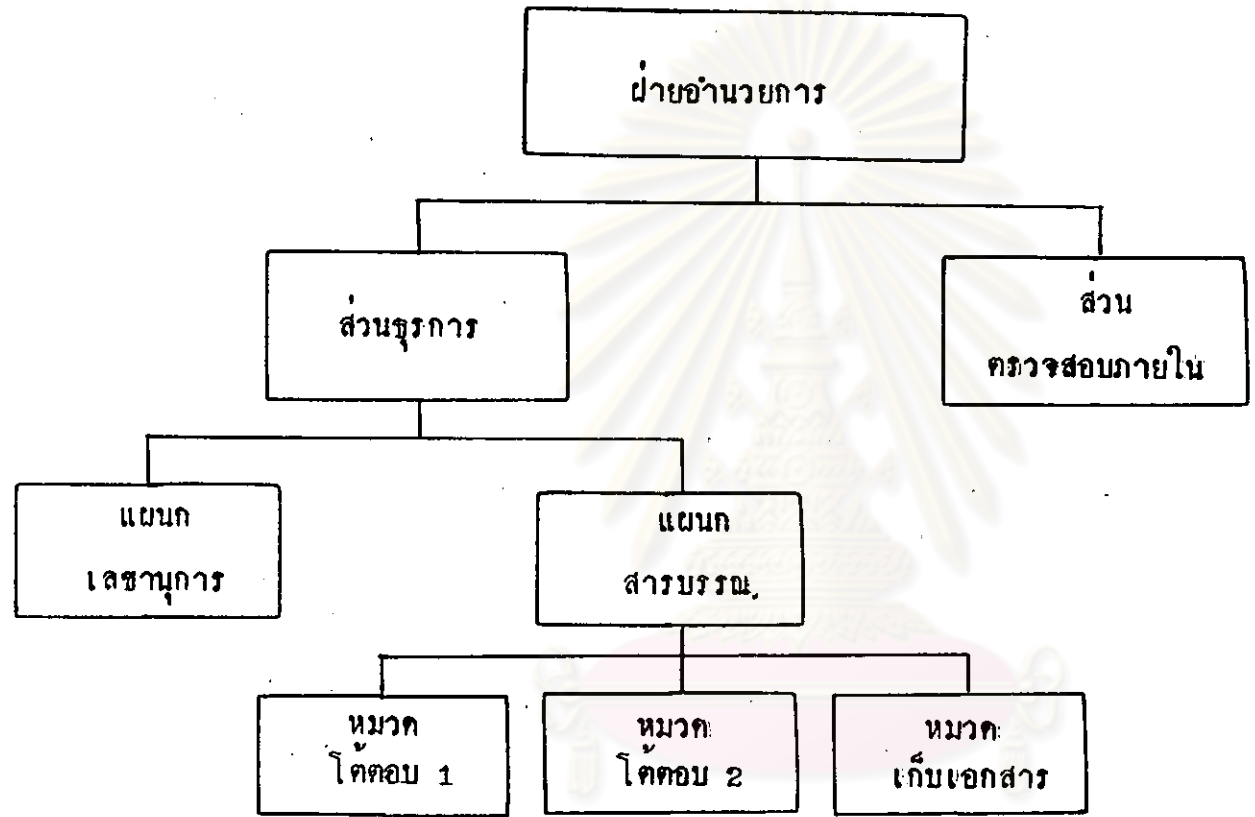 ฝ่ายอำนวยการ
ส่วนธุรการ
ส่วน
ตรวจสอบภายใน
แผนก
เลขานุการ
แผนก
สารบรรณ
หมวด
โต้ตอบ 1
หมวด
โต้ตอบ 2
หมวด
เก็บเอกสาร